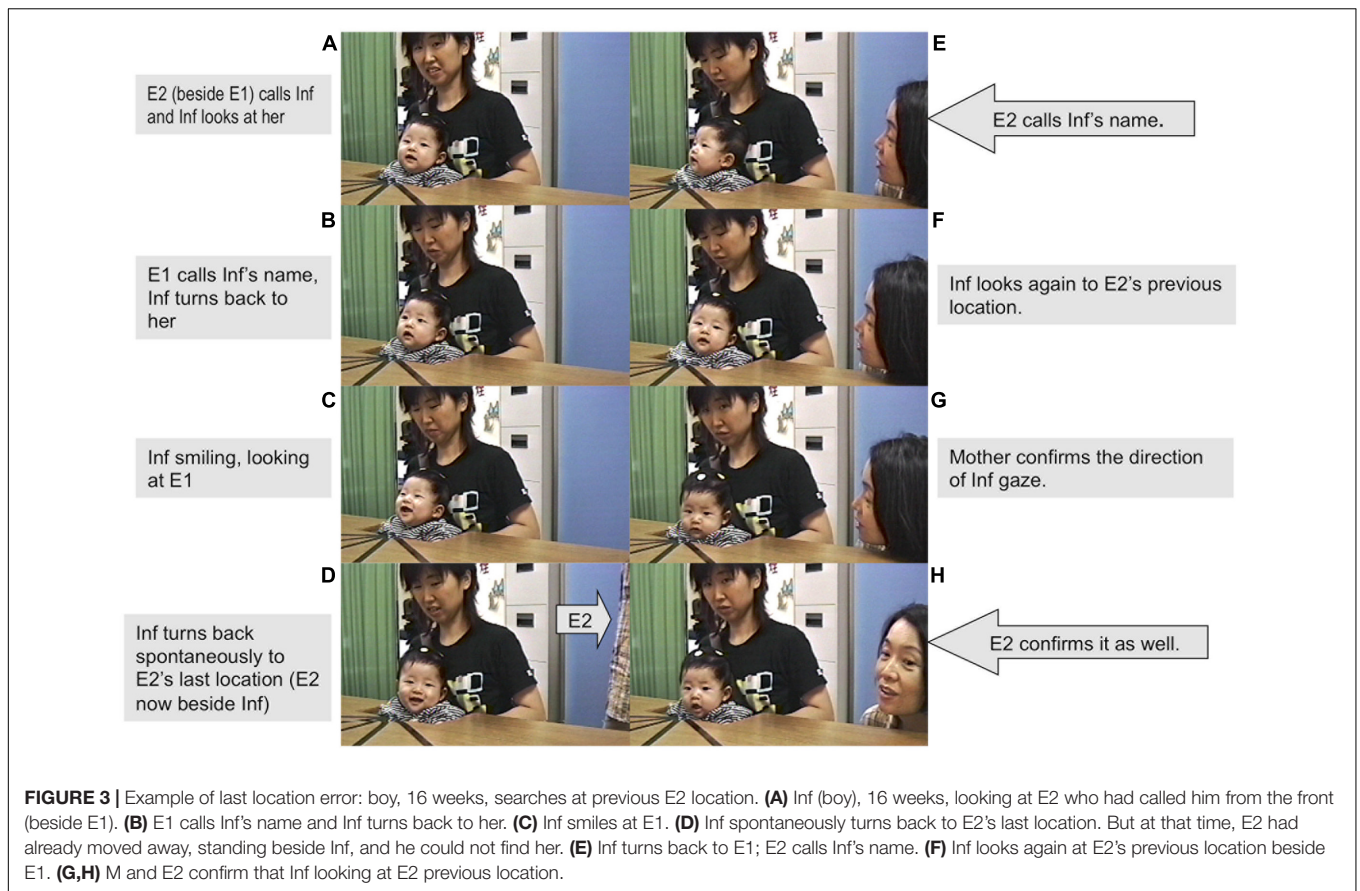 A
E2 (beside E1) calls Inf
and Inf looks at her
E
E2 calls Inf's name.
B
E1 calls Inf's name,
Inf turns back to
her
F
Inf looks again to E2's previous
location.
C
Inf smiling, looking
at E1
G
Mother confirms the direction
of Inf gaze.
D
Inf turns back
spontaneously to
E2's last location (E2
now beside Inf)
E2
H
E2 confirms it as well.
FIGURE 3 | Example of last location error: boy, 16 weeks, searches at previous E2 location. (A) Inf (boy), 16 weeks, looking at E2 who had called him from the front
(beside E1). (B) E1 calls Inf's name and Inf turns back to her. (C) Inf smiles at E1. (D) Inf spontaneously turns back to E2's last location. But at that time, E2 had
already moved away, standing beside Inf, and he could not find her. (E) Inf turns back to E1; E2 calls Inf's name. (F) Inf looks again at E2's previous location beside
E1. (G,H) M and E2 confirm that Inf looking at E2 previous location.